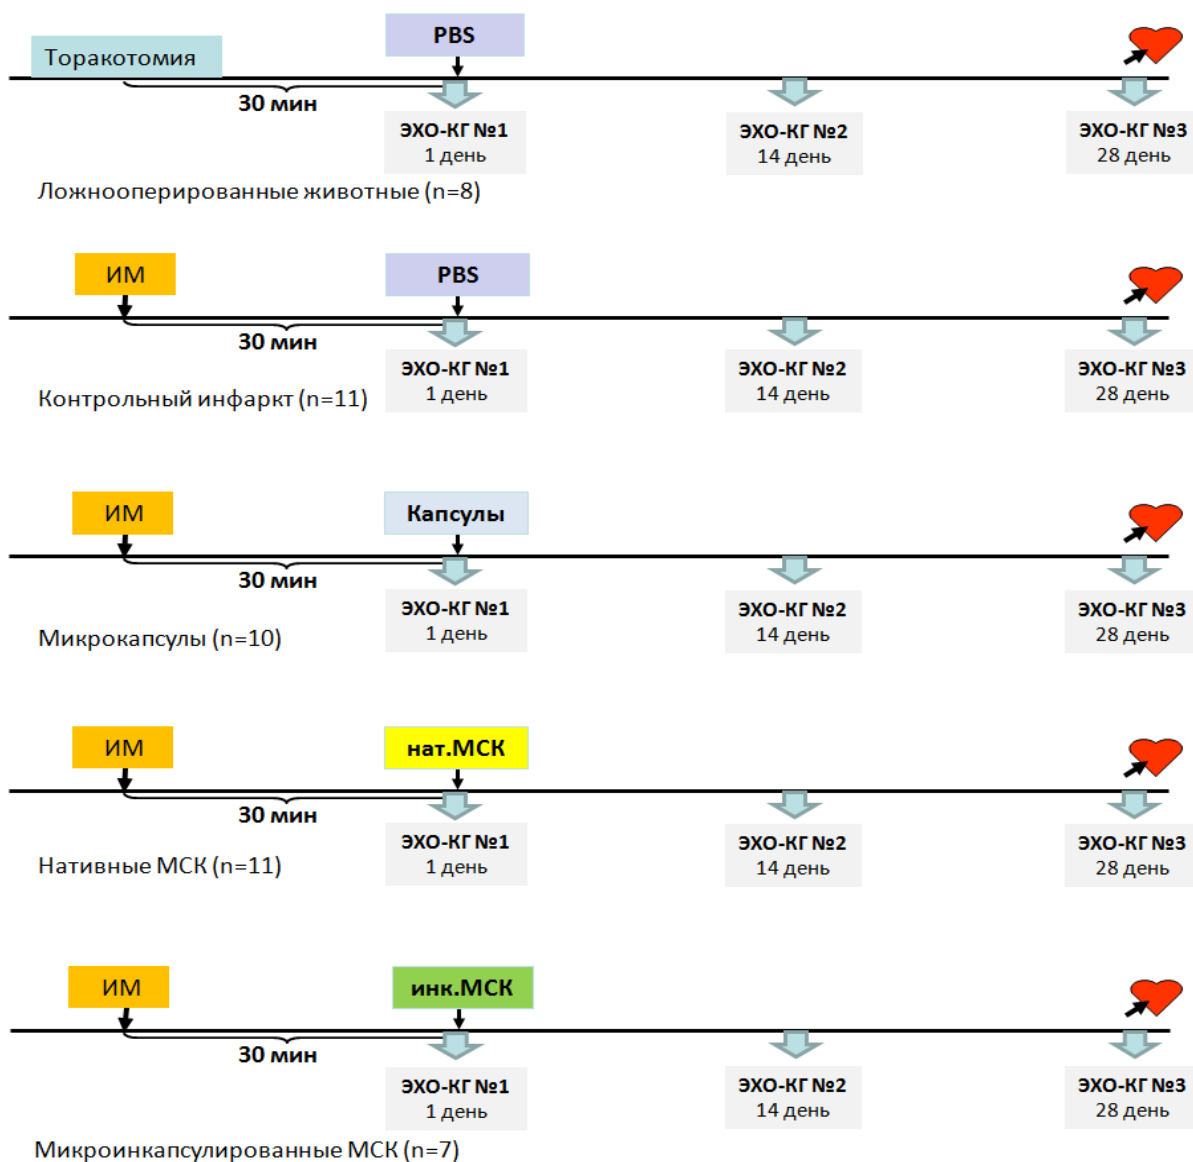 PBS
Торакотомия
30 мин
ЭХО-КГ №1
1 день
ЭХО-КГ №2
14 день
ЭХО-КГ №3
28 день
Ложнооперированные животные (n=8)
ИМ
PBS
30 мин
ЭХО-КГ №1
1 день
ЭХО-КГ №2
14 день
ЭХО-КГ №3
28 день
Контрольный инфаркт (n=11)
ИМ
Капсулы
30 мин
ЭХО-КГ №1
1 день
ЭХО-КГ №2
14 день
ЭХО-КГ №3
28 день
Микрокапсулы (n=10)
ИМ
нат.МСК
30 мин
ЭХО-КГ №1
1 день
ЭХО-КГ №2
14 день
ЭХО-КГ №3
28 день
Нативные МСК (n=11)
ИМ
инк.МСК
30 мин
ЭХО-КГ №1
1 день
ЭХО-КГ №2
14 день
ЭХО-КГ №3
28 день
Микроинкапсулированные МСК (n=7)